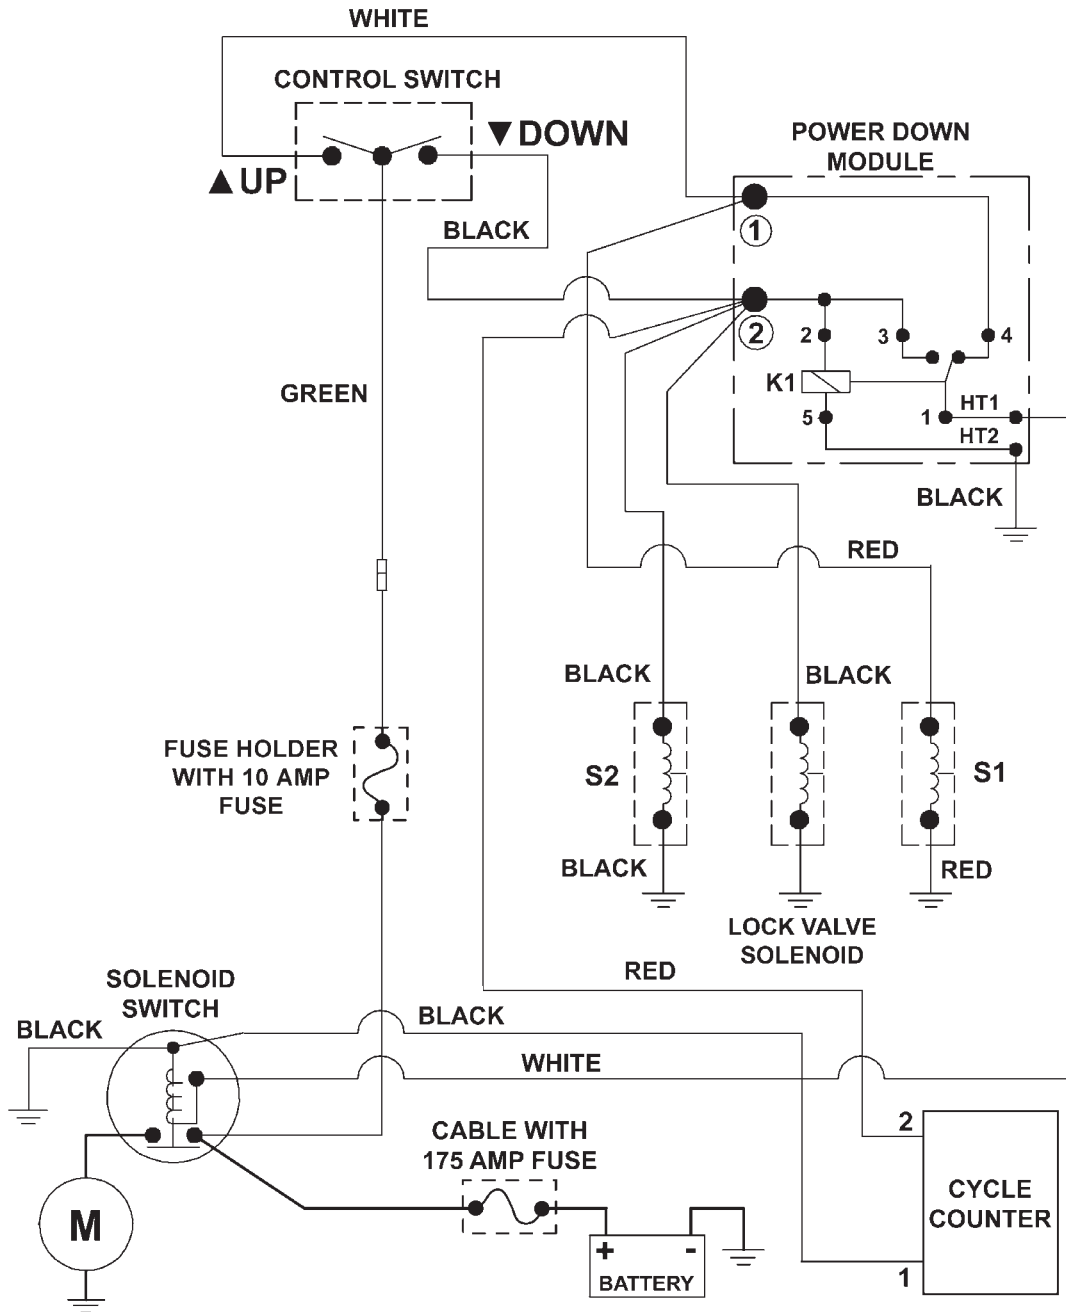 WHITE
CONTROL SWITCH
▼DOWN
▲UP
POWER DOWN
MODULE
BLACK
1
2
2
3
4
K1
GREEN
5
1
HT1
HT2
BLACK
RED
BLACK
BLACK
FUSE HOLDER
WITH 10 AMP
FUSE
S2
S1
BLACK
RED
LOCK VALVE
SOLENOID
RED
SOLENOID
SWITCH
BLACK
BLACK
WHITE
CABLE WITH
175 AMP FUSE
2
CYCLE
COUNTER
M
+ -
BATTERY
1